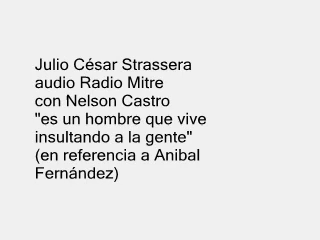 Julio César Strassera
audio Radio Mitre
con Nelson Castro
"es un hombre que vive
insultando a la gente"
(en referencia a Anibal
Fernández)